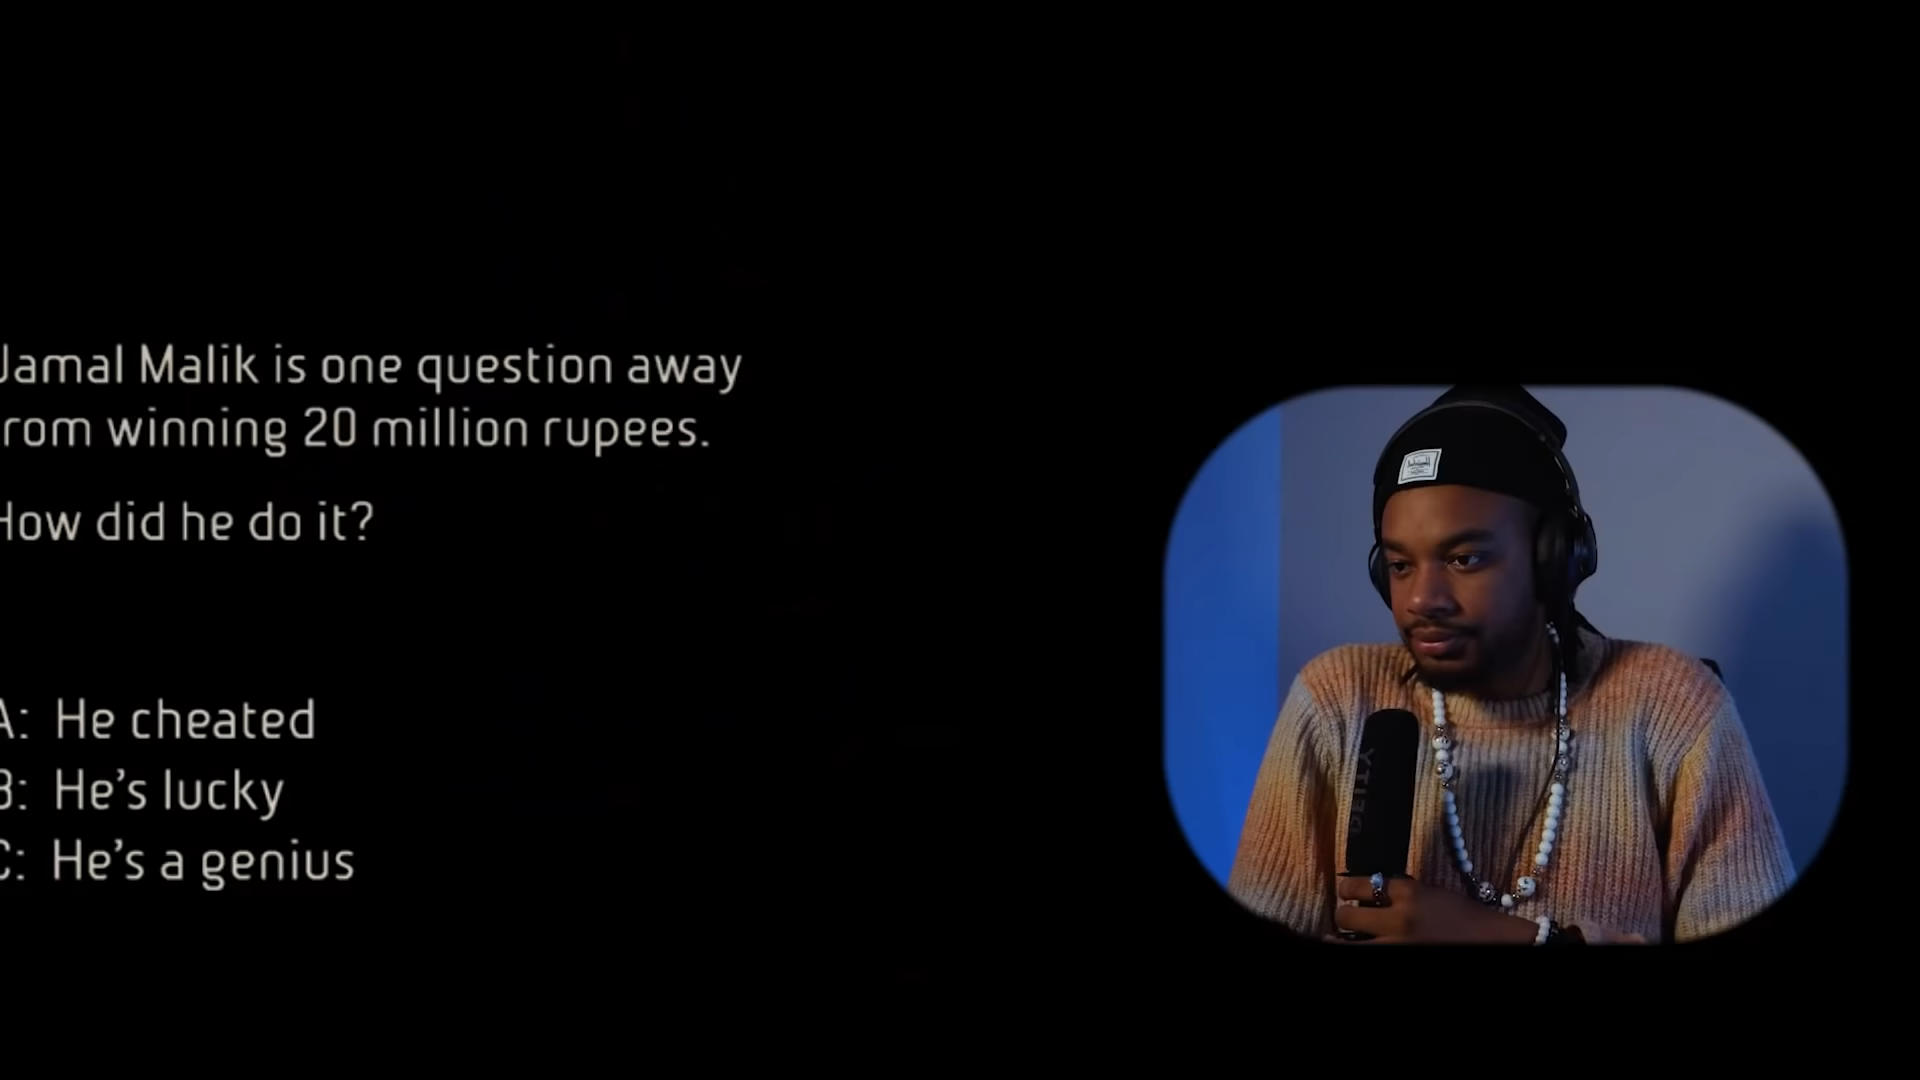 Jamal Malik is one question away
rom winning 20 million rupees.
How did he do it?
A: He cheated
B: He's lucky
C: He's a genius
DEITY